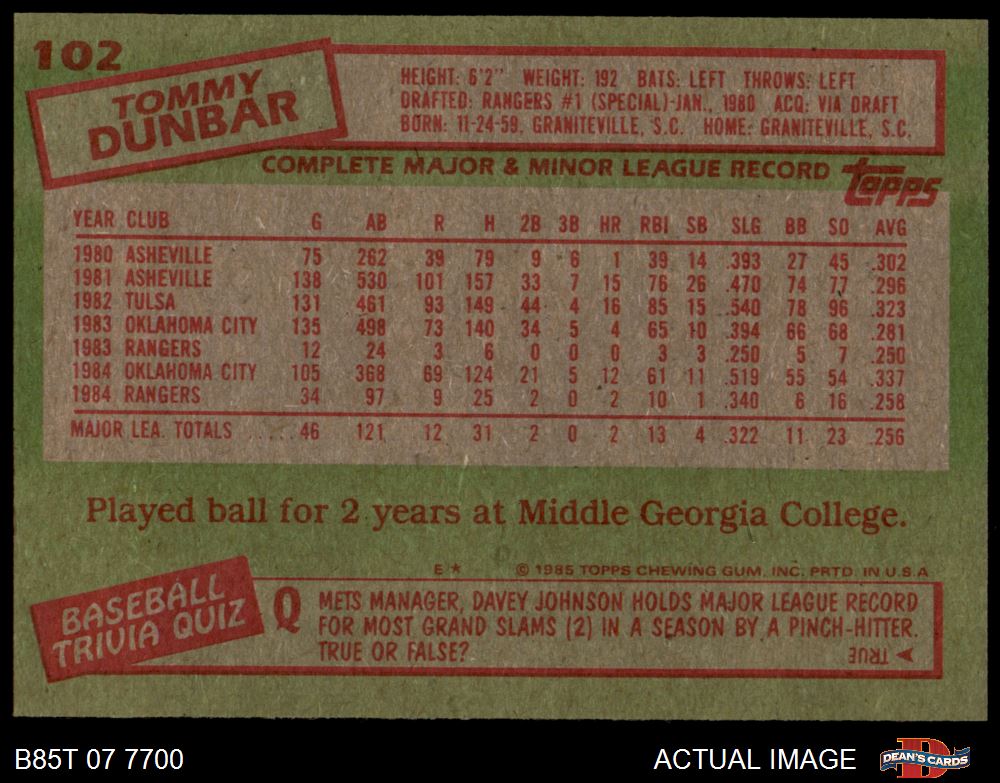 102
TOMMY
DUNBAR
HEIGHT: 6'2" WEIGHT: 192 BATS: LEFT THROWS: LEFT
DRAFTED: RANGERS #1 (SPECIAL)-JAN., 1980 ACQ: VIA DRAFT
BORN: 11-24-59, GRANITEVILLE, S.C. HOME: GRANITEVILLE, S.C.
COMPLETE MAJOR & MINOR LEAGUE RECORD topps
YEAR CLUB G AB R H 2B 3B HR RBI SB SLG BB SO AVG
1980 ASHEVILLE 75 262 39 79 9 6 1 39 14 .393 27 45 .302
1981 ASHEVILLE 138 530 101 157 33 7 15 76 26 .470 74 77 .296
1982 TULSA 131 461 93 149 44 4 16 85 15 .540 78 96 .323
1983 OKLAHOMA CITY 135 498 73 140 34 5 4 65 10 .394 66 68 .281
1983 RANGERS 12 24 3 6 0 0 0 3 3 .250 5 7 .250
1984 OKLAHOMA CITY 105 368 69 124 21 5 12 61 11 .519 55 54 .337
1984 RANGERS 34 97 9 25 2 0 2 10 1 .340 6 16 .258
MAJOR LEA. TOTALS ..... 46 121 12 31 2 0 2 13 4 .322 11 23 .256
Played ball for 2 years at Middle Georgia College.
E* © 1985 TOPPS CHEWING GUM, INC. PRTD. IN U.S.A
BASEBALL
TRIVIA QUIZ
Q METS MANAGER, DAVEY JOHNSON HOLDS MAJOR LEAGUE RECORD
FOR MOST GRAND SLAMS (2) IN A SEASON BY A PINCH-HITTER.
TRUE OR FALSE?
TRUE
B85T 07 7700 ACTUAL IMAGE DEAN'S CARDS